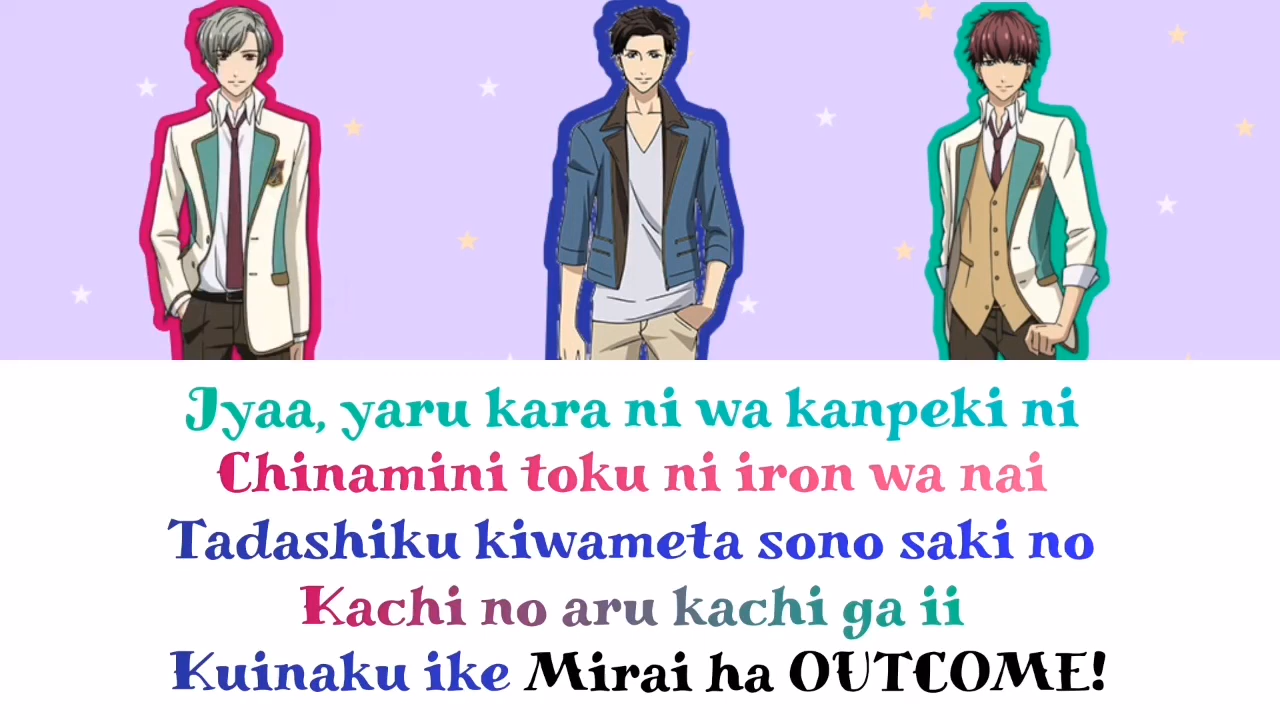 Jyaa, yaru kara ni wa kanpeki ni
Chinamini toku ni iron wa nai
Tadashiku kiwameta sono saki no
Kachi no aru kachi ga ii
Kuinaku ike Mirai ha OUTCOME!